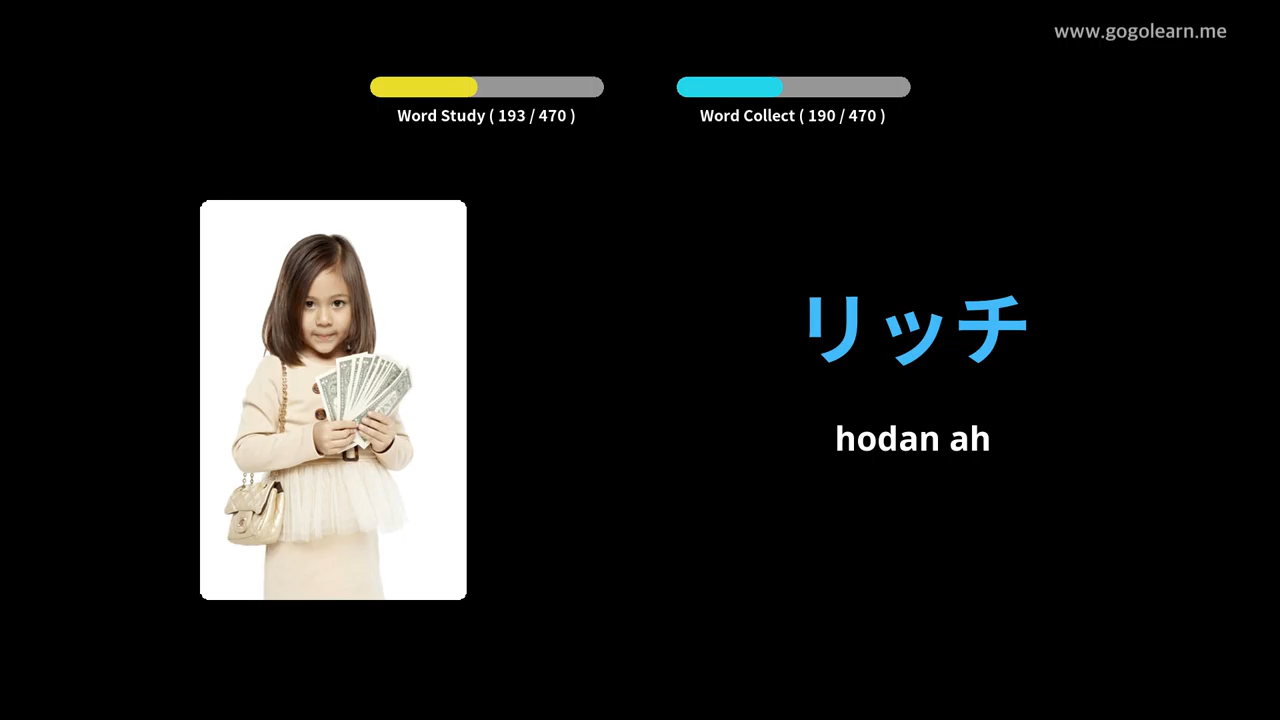 www.gogolearn.me
Word Study ( 193 / 470 )
Word Collect ( 190 / 470 )
リッチ
hodan ah